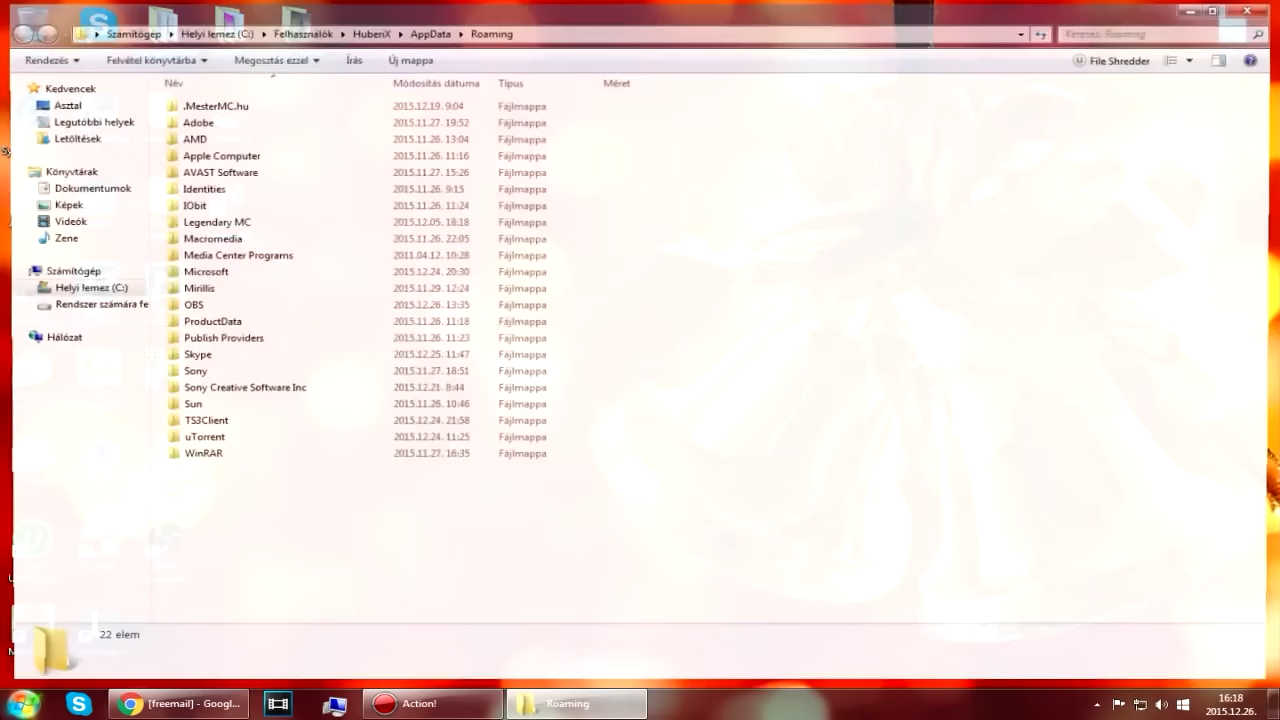 Számítógép Helyi lemez (C:) Felhasználók HuberiX AppData Roaming
Keresés: Roaming
Rendezés Felvétel könyvtárba Megosztás ezzel Írás Új mappa File Shredder
Név Módosítás dátuma Típus Méret
Kedvencek
Asztal
Legutóbbi helyek
Letöltések
Könyvtárak
Dokumentumok
Képek
Videók
Zene
Számítógép
Helyi lemez (C:)
Rendszer számára fe
Hálózat
.MesterMC.hu 2015.12.19. 9:04 Fájlmappa
Adobe 2015.11.27. 19:52 Fájlmappa
AMD 2015.11.26. 13:04 Fájlmappa
Apple Computer 2015.11.26. 11:16 Fájlmappa
AVAST Software 2015.11.27. 15:26 Fájlmappa
Identities 2015.11.26. 9:15 Fájlmappa
IObit 2015.11.26. 11:24 Fájlmappa
Legendary MC 2015.12.05. 18:18 Fájlmappa
Macromedia 2015.11.26. 22:05 Fájlmappa
Media Center Programs 2011.04.12. 10:28 Fájlmappa
Microsoft 2015.12.24. 20:30 Fájlmappa
Mirillis 2015.11.29. 12:24 Fájlmappa
OBS 2015.12.26. 13:35 Fájlmappa
ProductData 2015.11.26. 11:18 Fájlmappa
Publish Providers 2015.11.26. 11:23 Fájlmappa
Skype 2015.12.25. 11:47 Fájlmappa
Sony 2015.11.27. 18:51 Fájlmappa
Sony Creative Software Inc 2015.12.21. 8:44 Fájlmappa
Sun 2015.11.26. 10:46 Fájlmappa
TS3Client 2015.12.24. 21:58 Fájlmappa
uTorrent 2015.12.24. 11:25 Fájlmappa
WinRAR 2015.11.27. 16:35 Fájlmappa
22 elem
[freemail] - Googl... Action! Roaming
16:18
2015.12.26.